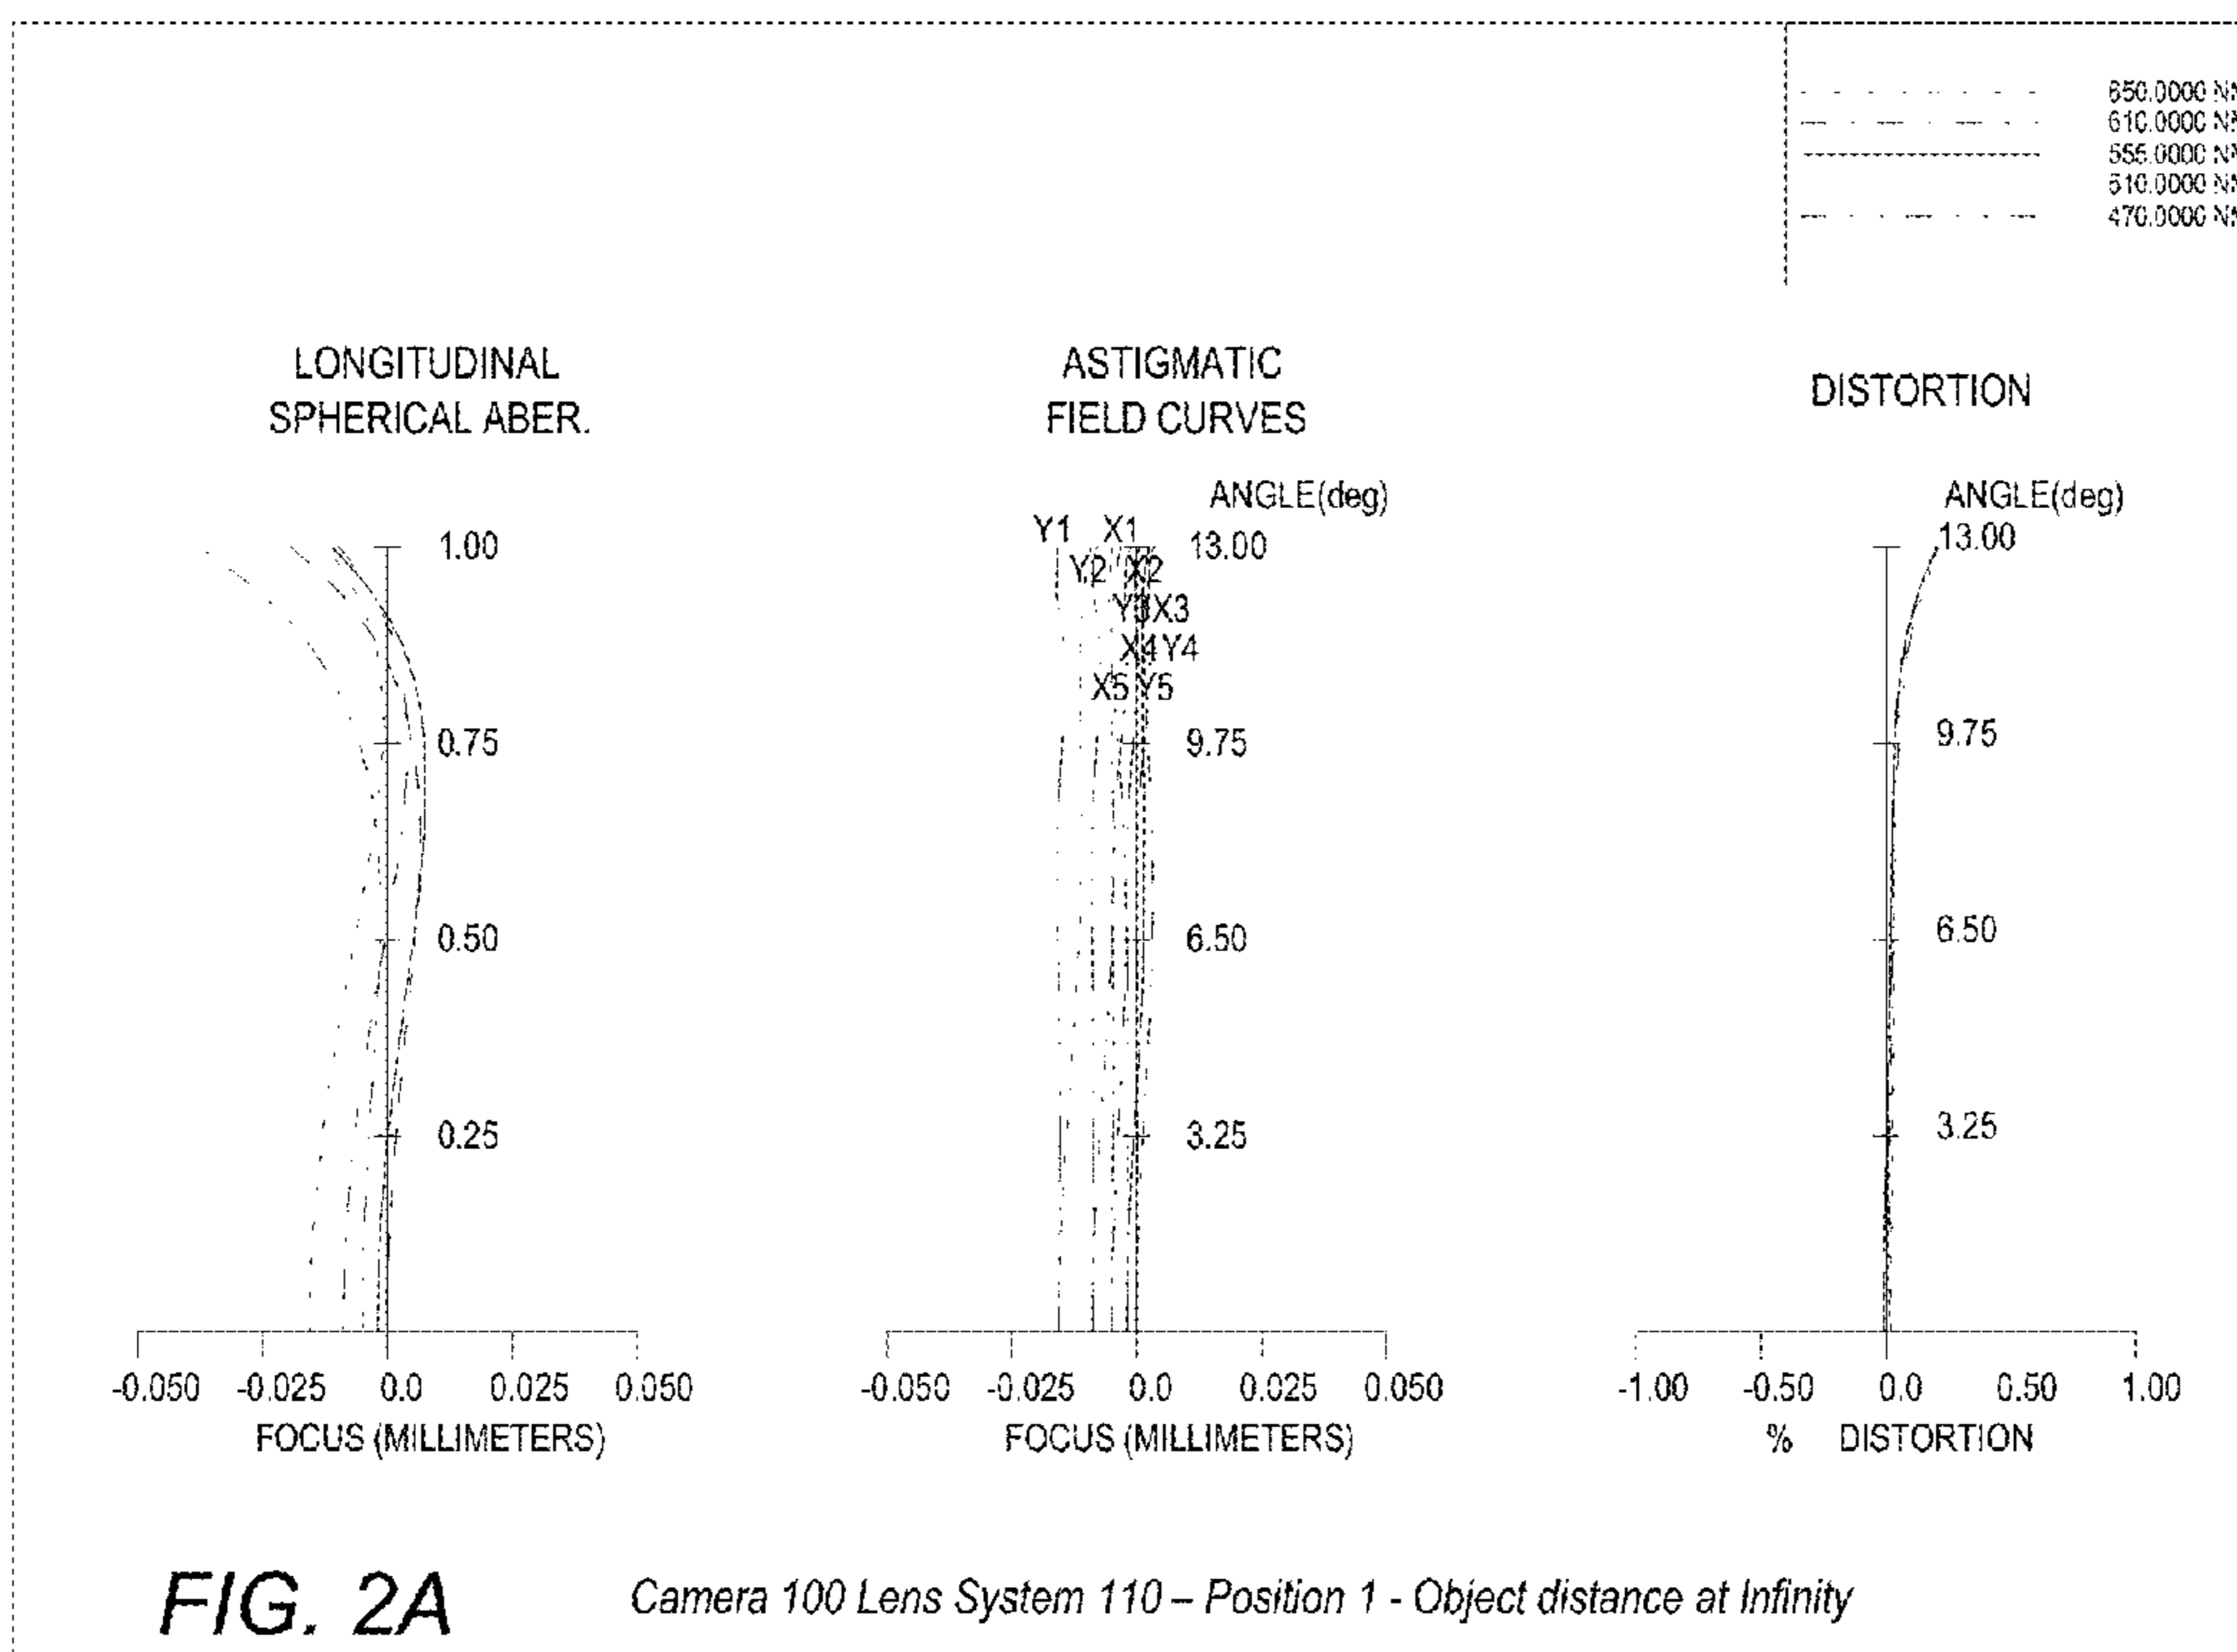 650.0000 NM
610.0000 NM
555.0000 NM
510.0000 NM
470.0000 NM
LONGITUDINAL
SPHERICAL ABER.
1.00
0.75
0.50
0.25
-0.050 -0.025 0.0 0.025 0.050
FOCUS (MILLIMETERS)
ASTIGMATIC
FIELD CURVES
ANGLE(deg)
Y1 X1
13.00
Y2 X2
Y3 X3
X4 Y4
X5 Y5
9.75
6.50
3.25
-0.050 -0.025 0.0 0.025 0.050
FOCUS (MILLIMETERS)
DISTORTION
ANGLE(deg)
13.00
9.75
6.50
3.25
-1.00 -0.50 0.0 0.50 1.00
% DISTORTION
FIG. 2A
Camera 100 Lens System 110 – Position 1 - Object distance at Infinity